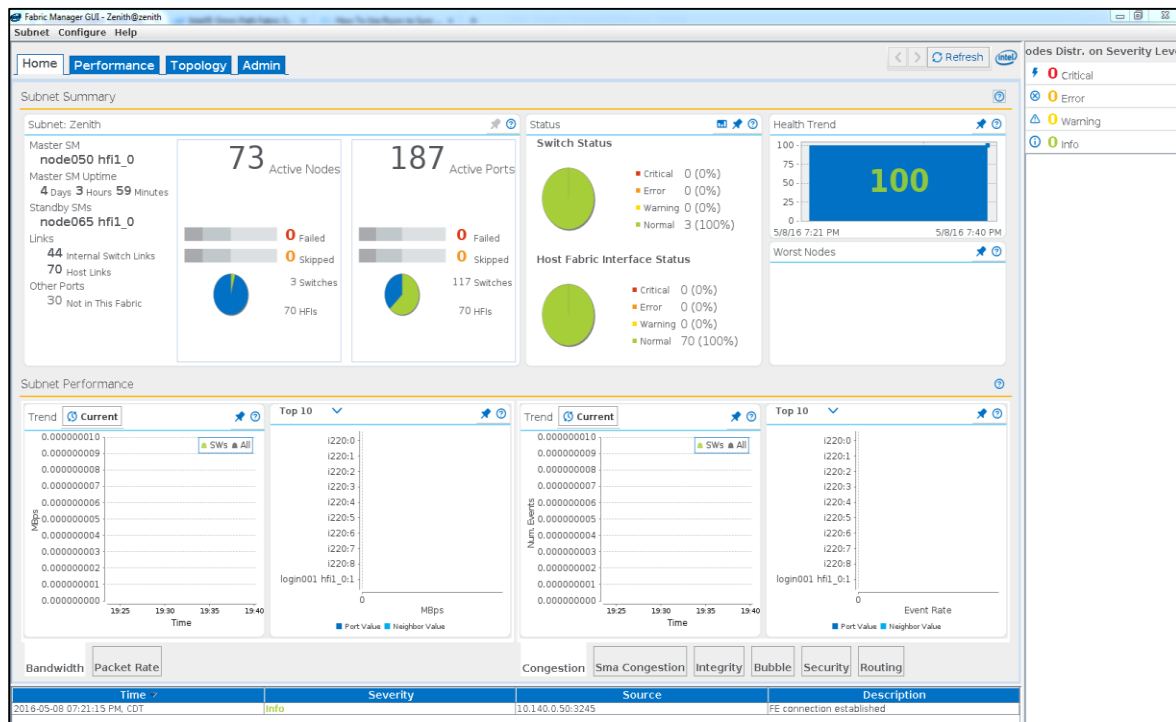 Fabric Manager GUI - Zenith@zenith
Subnet Configure Help
Home Performance Topology Admin
Refresh
intel
Subnet Summary
Subnet: Zenith
Master SM
node050 hfi1_0
Master SM Uptime
4 Days 3 Hours 59 Minutes
Standby SMs
node065 hfi1_0
Links
44 Internal Switch Links
70 Host Links
Other Ports
30 Not in This Fabric
73 Active Nodes
0 Failed
0 Skipped
3 Switches
70 HFIs
187 Active Ports
0 Failed
0 Skipped
117 Switches
70 HFIs
Status
Switch Status
Critical 0 (0%)
Error 0 (0%)
Warning 0 (0%)
Normal 3 (100%)
Host Fabric Interface Status
Critical 0 (0%)
Error 0 (0%)
Warning 0 (0%)
Normal 70 (100%)
Health Trend
100
75
50
25
0
100
5/8/16 7:21 PM 5/8/16 7:40 PM
Worst Nodes
odes Distr. on Severity Leve
0 Critical
0 Error
0 Warning
0 Info
Subnet Performance
Trend Current
0.000000010
0.000000009
0.000000008
0.000000007
0.000000006
0.000000005
0.000000004
0.000000003
0.000000002
0.000000001
0.000000000
MBps
SWs All
19:25 19:30 19:35 19:40
Time
Top 10
i220:0
i220:1
i220:2
i220:3
i220:4
i220:5
i220:6
i220:7
i220:8
login001 hfi1_0:1
0
MBps
Port Value Neighbor Value
Trend Current
0.000000010
0.000000009
0.000000008
0.000000007
0.000000006
0.000000005
0.000000004
0.000000003
0.000000002
0.000000001
0.000000000
Num. Events
SWs All
19:25 19:30 19:35 19:40
Time
Top 10
i220:0
i220:1
i220:2
i220:3
i220:4
i220:5
i220:6
i220:7
i220:8
login001 hfi1_0:1
0
Event Rate
Port Value Neighbor Value
Bandwidth Packet Rate
Congestion Sma Congestion Integrity Bubble Security Routing
Time Severity Source Description
2016-05-08 07:21:15 PM, CDT Info 10.140.0.50:3245 FE connection established